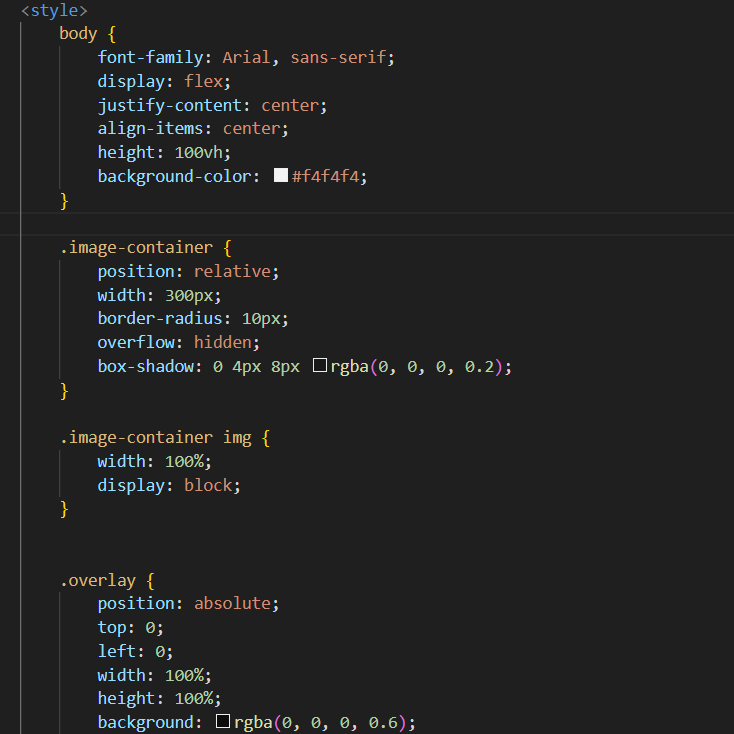 <style>
body {
font-family: Arial, sans-serif;
display: flex;
justify-content: center;
align-items: center;
height: 100vh;
background-color: #f4f4f4;
}
.image-container {
position: relative;
width: 300px;
border-radius: 10px;
overflow: hidden;
box-shadow: 0 4px 8px rgba(0, 0, 0, 0.2);
}
.image-container img {
width: 100%;
display: block;
}
.overlay {
position: absolute;
top: 0;
left: 0;
width: 100%;
height: 100%;
background: rgba(0, 0, 0, 0.6);